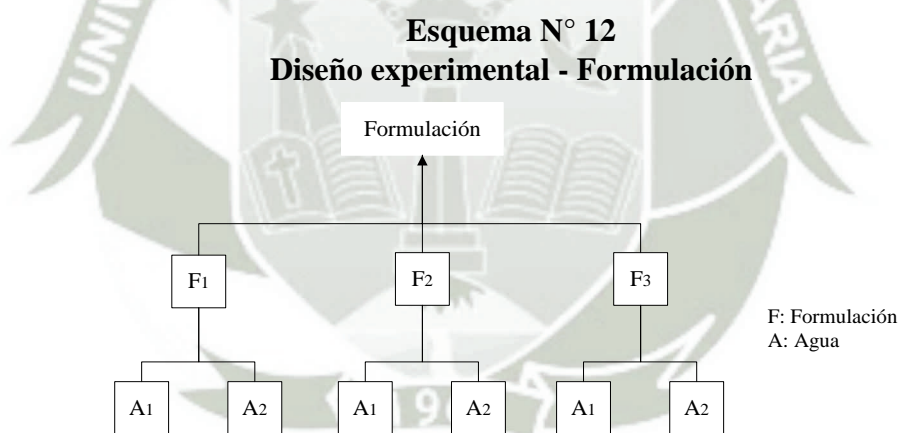 Esquema N° 12
Diseño experimental - Formulación
Formulación
F1 F2 F3
F: Formulación
A: Agua
A1 A2 A1 A2 A1 A2